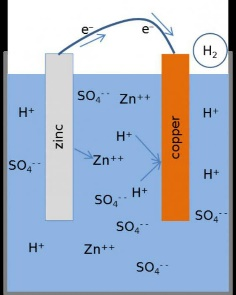 e⁻ e⁻
H₂
SO₄⁻⁻ Zn⁺⁺
H⁺ H⁺
zinc
copper
H⁺
SO₄⁻⁻ Zn⁺⁺
H⁺
SO₄⁻⁻ H⁺
SO₄⁻⁻
SO₄⁻⁻
H⁺ Zn⁺⁺
SO₄⁻⁻